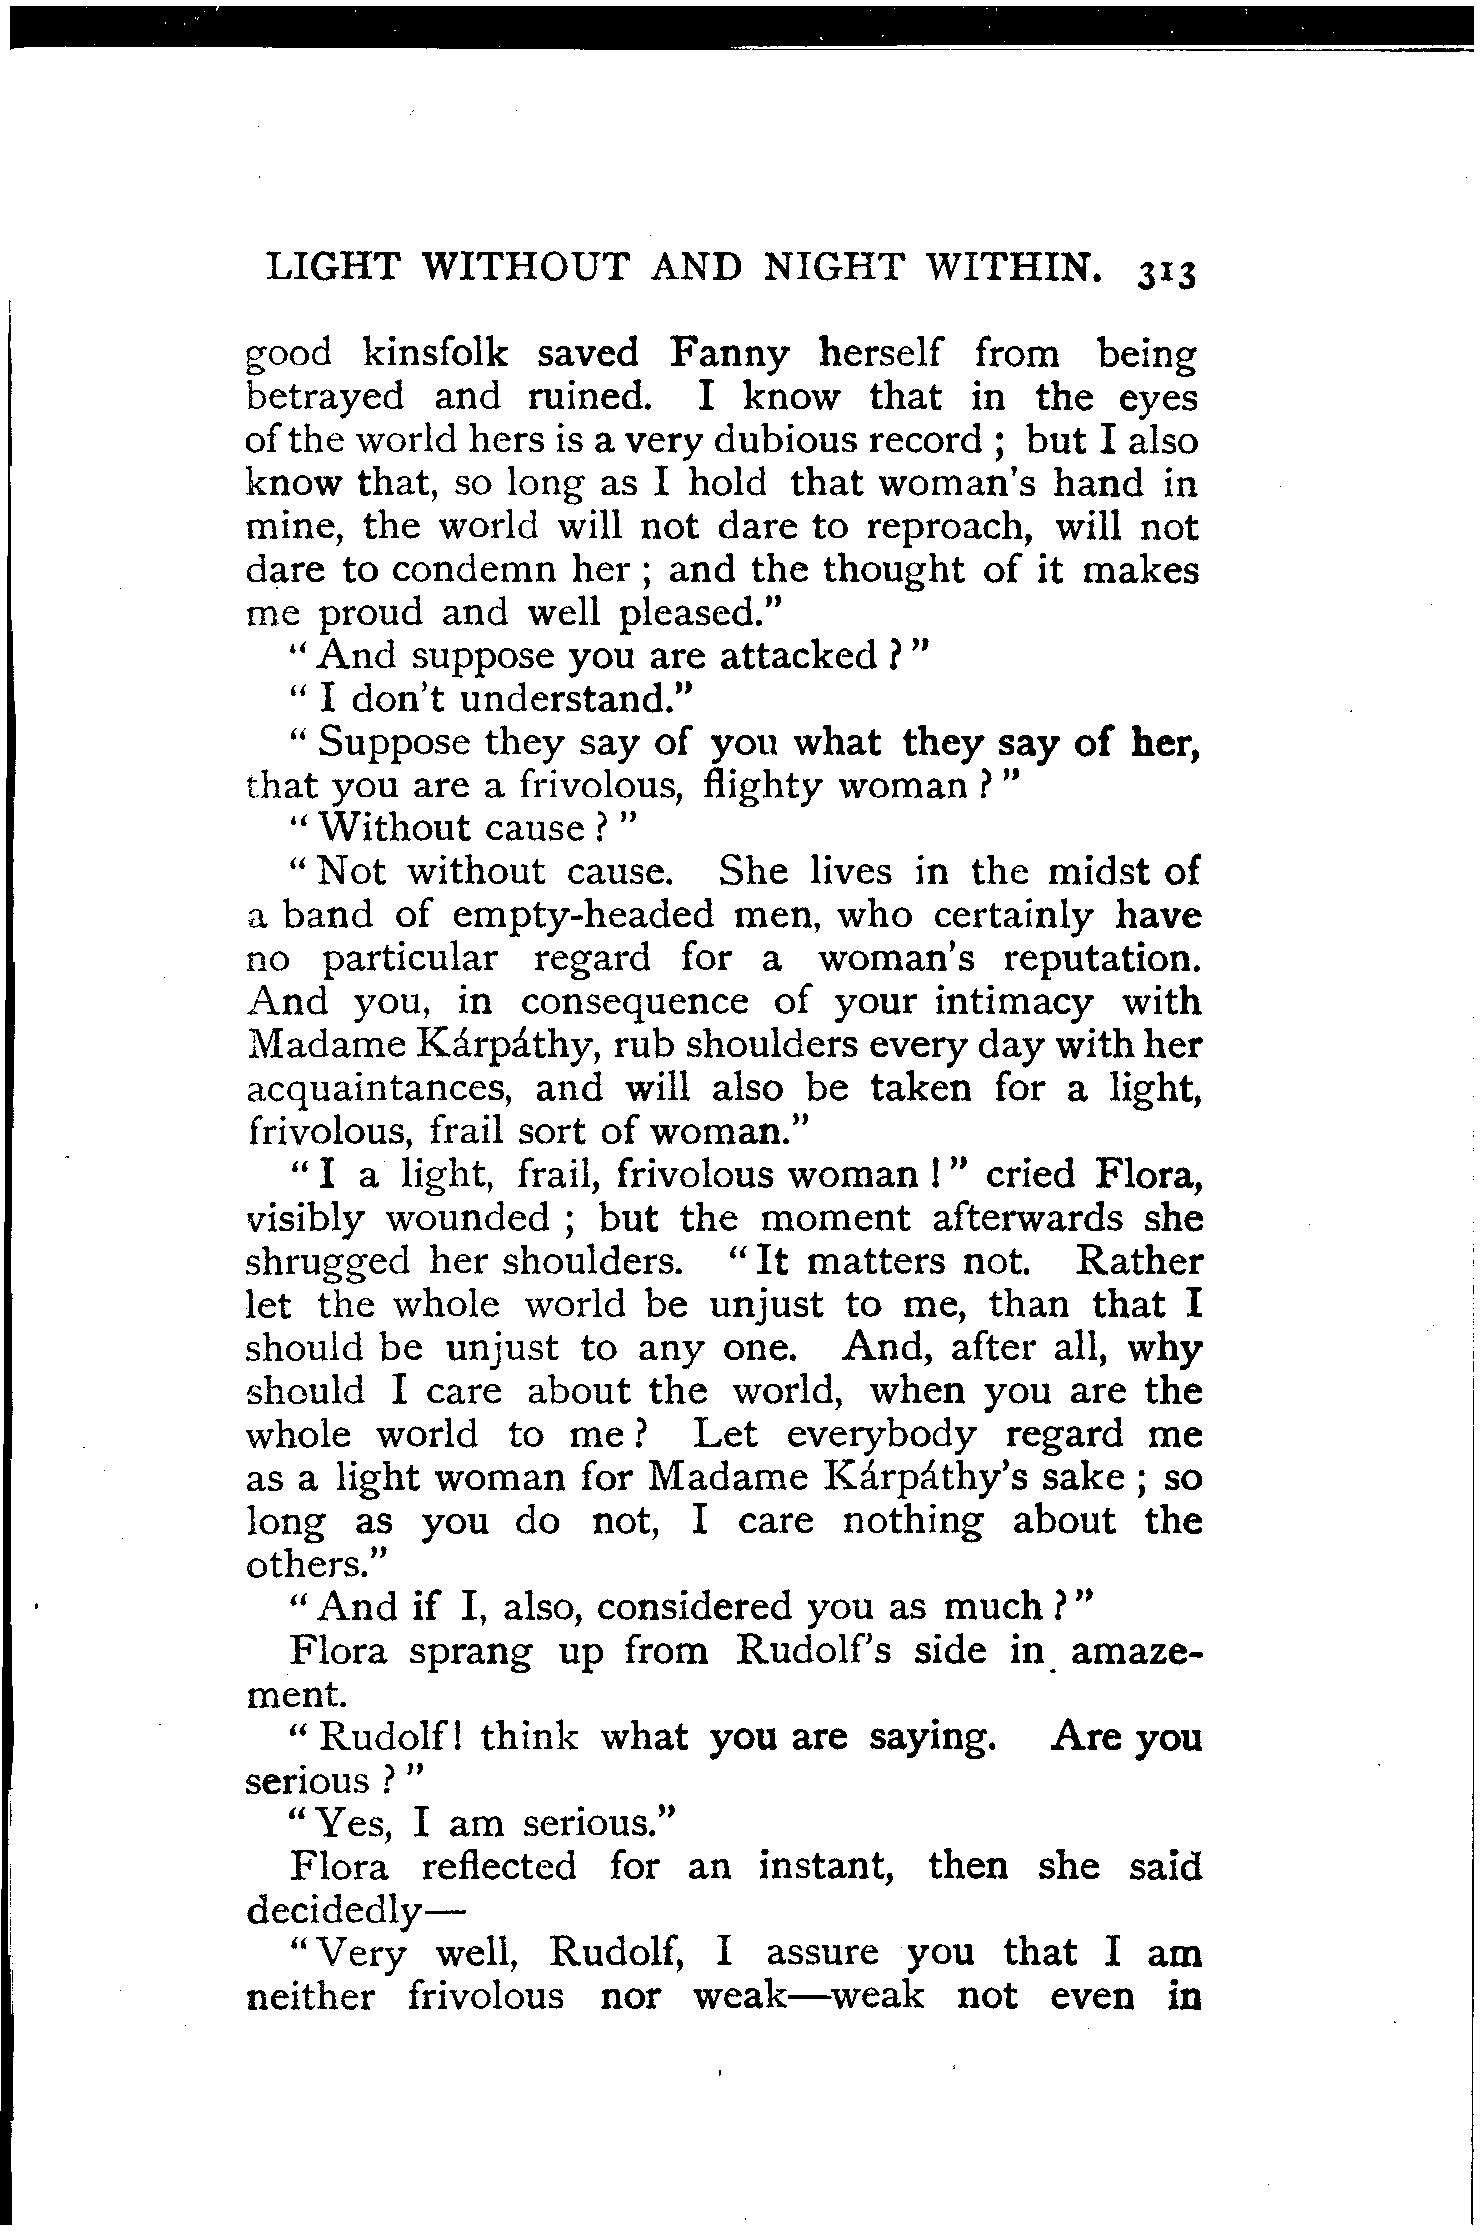 LIGHT WITHOUT AND NIGHT WITHIN. 313
good kinsfolk saved Fanny herself from being
betrayed and ruined. I know that in the eyes
of the world hers is a very dubious record ; but I also
know that, so long as I hold that woman's hand in
mine, the world will not dare to reproach, will not
dare to condemn her ; and the thought of it makes
me proud and well pleased."
" And suppose you are attacked ? "
" I don't understand."
" Suppose they say of you what they say of her,
that you are a frivolous, flighty woman ? "
" Without cause ? "
" Not without cause. She lives in the midst of
a band of empty-headed men, who certainly have
no particular regard for a woman's reputation.
And you, in consequence of your intimacy with
Madame Kárpáthy, rub shoulders every day with her
acquaintances, and will also be taken for a light,
frivolous, frail sort of woman."
" I a light, frail, frivolous woman ! " cried Flora,
visibly wounded ; but the moment afterwards she
shrugged her shoulders. " It matters not. Rather
let the whole world be unjust to me, than that I
should be unjust to any one. And, after all, why
should I care about the world, when you are the
whole world to me ? Let everybody regard me
as a light woman for Madame Kárpáthy's sake ; so
long as you do not, I care nothing about the
others."
" And if I, also, considered you as much ? "
Flora sprang up from Rudolf's side in amaze-
ment.
" Rudolf ! think what you are saying. Are you
serious ? "
" Yes, I am serious."
Flora reflected for an instant, then she said
decidedly—
" Very well, Rudolf, I assure you that I am
neither frivolous nor weak—weak not even in